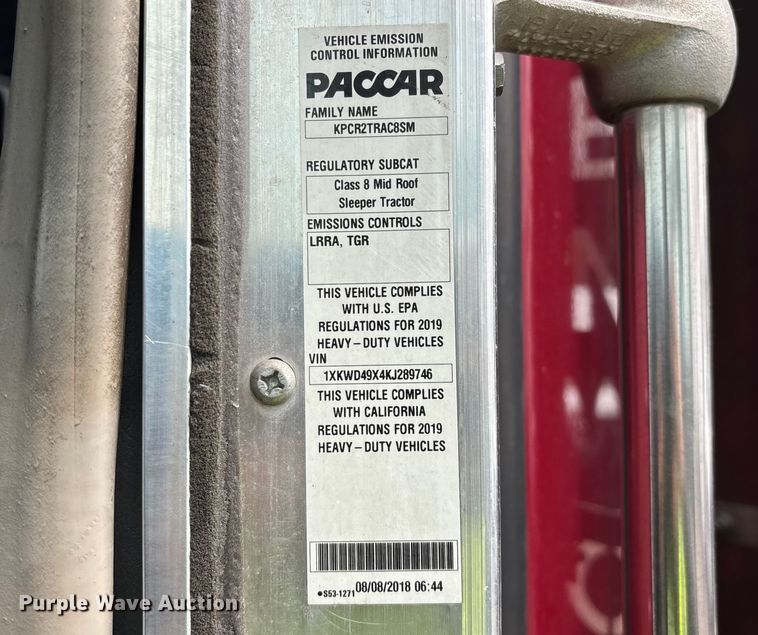 VEHICLE EMISSION
CONTROL INFORMATION
PACCAR
FAMILY NAME
KPCR2TRAC8SM
REGULATORY SUBCAT
Class 8 Mid Roof
Sleeper Tractor
EMISSIONS CONTROLS
LRRA, TGR
THIS VEHICLE COMPLIES
WITH U.S. EPA
REGULATIONS FOR 2019
HEAVY-DUTY VEHICLES
VIN
1XKWD49X4KJ289746
THIS VEHICLE COMPLIES
WITH CALIFORNIA
REGULATIONS FOR 2019
HEAVY-DUTY VEHICLES
•S53-1271 08/08/2018 06:44
Purple Wave Auction